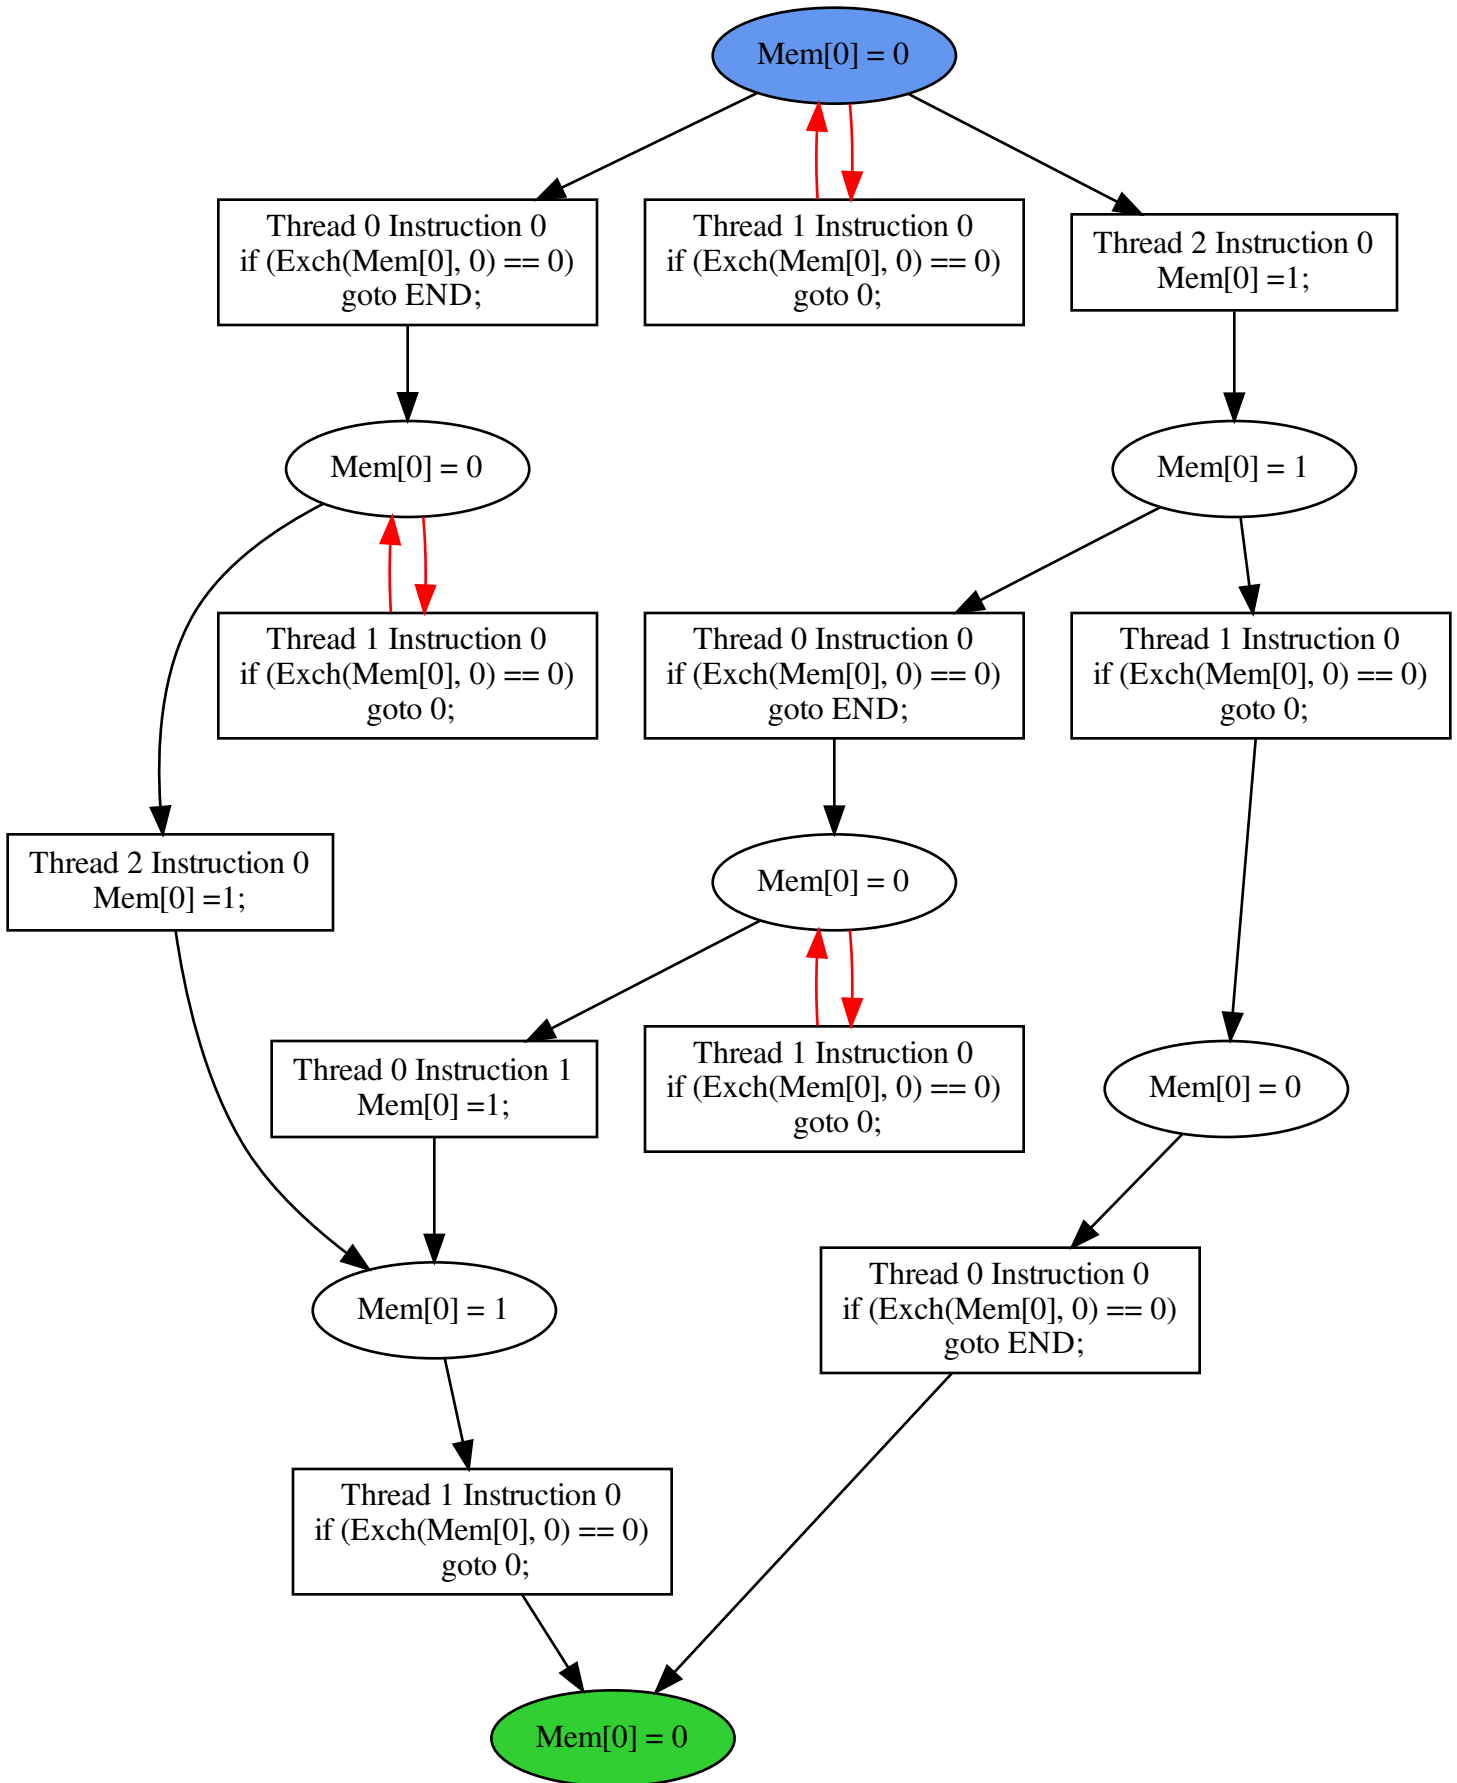 Mem[0] = 0
Thread 0 Instruction 0
if (Exch(Mem[0], 0) == 0)
goto END;
Thread 1 Instruction 0
if (Exch(Mem[0], 0) == 0)
goto 0;
Thread 2 Instruction 0
Mem[0] =1;
Mem[0] = 0
Mem[0] = 1
Thread 1 Instruction 0
if (Exch(Mem[0], 0) == 0)
goto 0;
Thread 0 Instruction 0
if (Exch(Mem[0], 0) == 0)
goto END;
Thread 1 Instruction 0
if (Exch(Mem[0], 0) == 0)
goto 0;
Thread 2 Instruction 0
Mem[0] =1;
Mem[0] = 0
Thread 0 Instruction 1
Mem[0] =1;
Thread 1 Instruction 0
if (Exch(Mem[0], 0) == 0)
goto 0;
Mem[0] = 0
Mem[0] = 1
Thread 0 Instruction 0
if (Exch(Mem[0], 0) == 0)
goto END;
Thread 1 Instruction 0
if (Exch(Mem[0], 0) == 0)
goto 0;
Mem[0] = 0